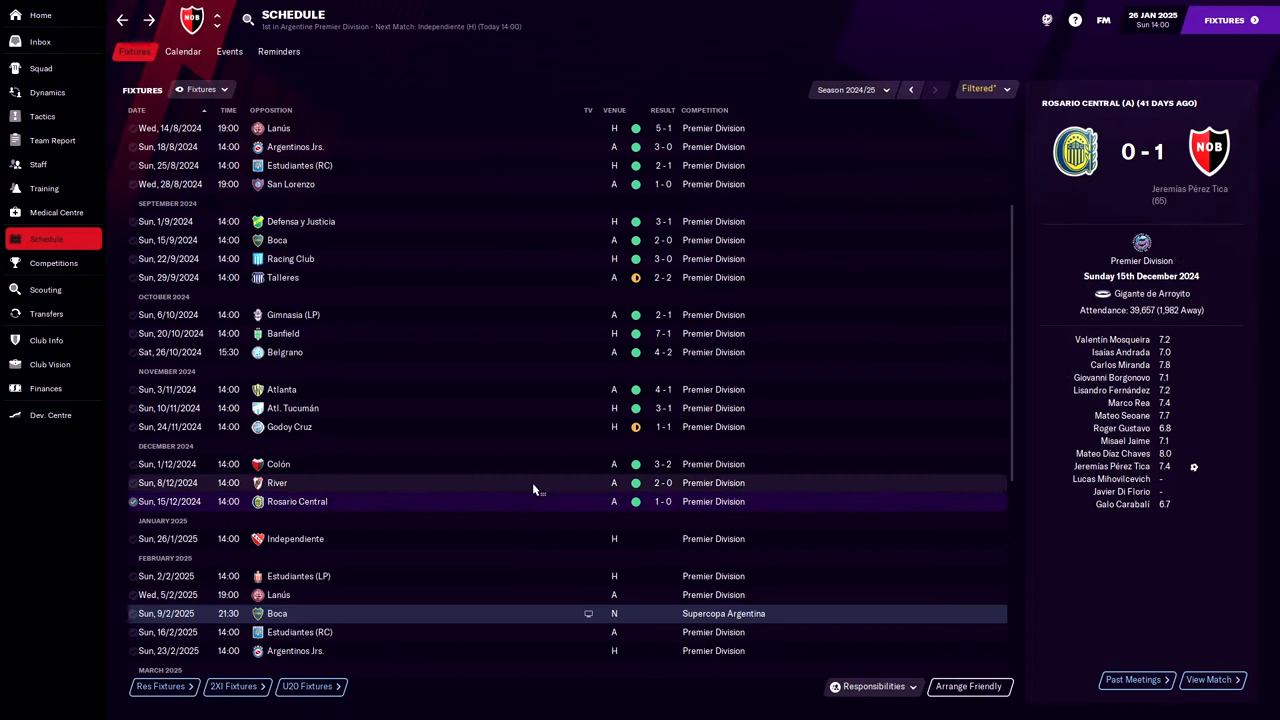 Home
Inbox
Squad
Dynamics
Tactics
Team Report
Staff
Training
Medical Centre
Schedule
Competitions
Scouting
Transfers
Club Info
Club Vision
Finances
Dev. Centre
NOB
SCHEDULE
1st in Argentine Premier Division - Next Match: Independiente (H) (Today 14:00)
FM
26 JAN 2025
Sun 14:00
FIXTURES
Fixtures Calendar Events Reminders
FIXTURES Fixtures Season 2024/25 Filtered*
DATE TIME OPPOSITION TV VENUE RESULT COMPETITION
Wed, 14/8/2024 19:00 Lanús H 5 - 1 Premier Division
Sun, 18/8/2024 14:00 Argentinos Jrs. A 3 - 0 Premier Division
Sun, 25/8/2024 14:00 Estudiantes (RC) H 2 - 1 Premier Division
Wed, 28/8/2024 19:00 San Lorenzo A 1 - 0 Premier Division
SEPTEMBER 2024
Sun, 1/9/2024 14:00 Defensa y Justicia H 3 - 1 Premier Division
Sun, 15/9/2024 14:00 Boca A 2 - 0 Premier Division
Sun, 22/9/2024 14:00 Racing Club H 3 - 0 Premier Division
Sun, 29/9/2024 14:00 Talleres A 2 - 2 Premier Division
OCTOBER 2024
Sun, 6/10/2024 14:00 Gimnasia (LP) A 2 - 1 Premier Division
Sun, 20/10/2024 14:00 Banfield H 7 - 1 Premier Division
Sat, 26/10/2024 15:30 Belgrano A 4 - 2 Premier Division
NOVEMBER 2024
Sun, 3/11/2024 14:00 Atlanta A 4 - 1 Premier Division
Sun, 10/11/2024 14:00 Atl. Tucumán H 3 - 1 Premier Division
Sun, 24/11/2024 14:00 Godoy Cruz H 1 - 1 Premier Division
DECEMBER 2024
Sun, 1/12/2024 14:00 Colón A 3 - 2 Premier Division
Sun, 8/12/2024 14:00 River A 2 - 0 Premier Division
Sun, 15/12/2024 14:00 Rosario Central A 1 - 0 Premier Division
JANUARY 2025
Sun, 26/1/2025 14:00 Independiente H Premier Division
FEBRUARY 2025
Sun, 2/2/2025 14:00 Estudiantes (LP) H Premier Division
Wed, 5/2/2025 19:00 Lanús A Premier Division
Sun, 9/2/2025 21:30 Boca N Supercopa Argentina
Sun, 16/2/2025 14:00 Estudiantes (RC) A Premier Division
Sun, 23/2/2025 14:00 Argentinos Jrs. H Premier Division
MARCH 2025
Res Fixtures 2XI Fixtures U20 Fixtures Responsibilities Arrange Friendly
ROSARIO CENTRAL (A) (41 DAYS AGO)
0 - 1
NOB
Jeremías Pérez Tica
(65)
Premier Division
Sunday 15th December 2024
Gigante de Arroyito
Attendance: 39,657 (1,982 Away)
Valentín Mosqueira 7.2
Isaías Andrada 7.0
Carlos Miranda 7.8
Giovanni Borgonovo 7.1
Lisandro Fernández 7.2
Marco Rea 7.4
Mateo Seoane 7.7
Roger Gustavo 6.8
Misael Jaime 7.1
Mateo Díaz Chaves 8.0
Jeremías Pérez Tica 7.4
Lucas Mihovilcevich -
Javier Di Florio -
Galo Carabalí 6.7
Past Meetings View Match